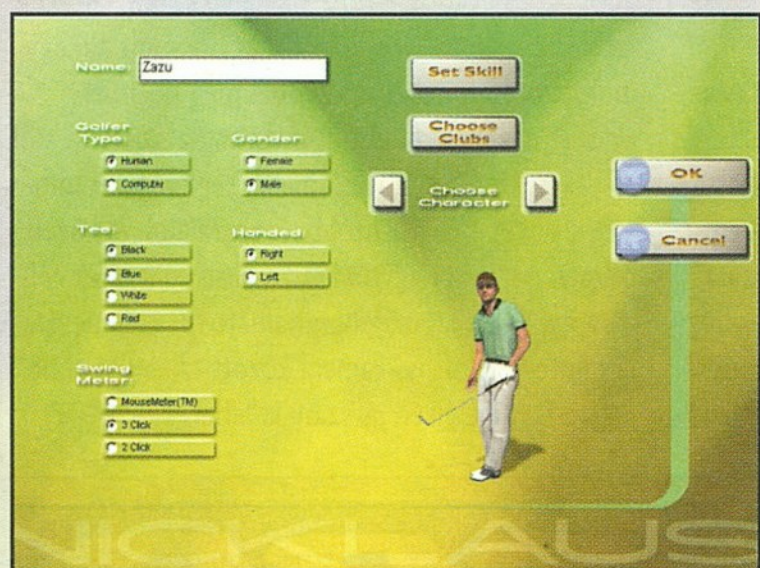 Name: Zazu
Set Skill
Golfer
Type:
Human
Computer
Gender
Female
Male
Choose
Clubs
Choose
Character
OK
Cancel
Tee:
Black
Blue
White
Red
Handed:
Right
Left
Swing
Meter:
MouseMeter(TM)
3 Click
2 Click
NICKLAUS